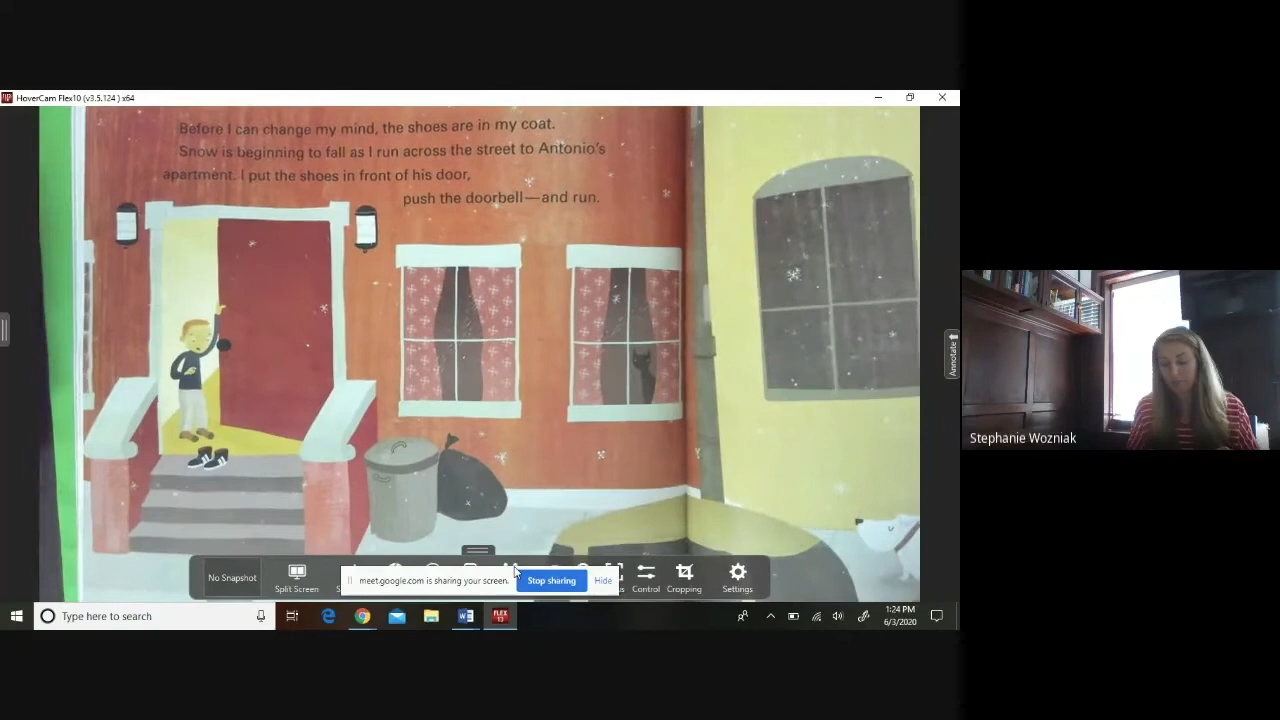 HoverCam Flex10 (v3.5.124 ) x64
Before I can change my mind, the shoes are in my coat.
Snow is beginning to fall as I run across the street to Antonio's
apartment. I put the shoes in front of his door,
push the doorbell—and run.
Annotate
Stephanie Wozniak
No Snapshot
Split Screen
meet.google.com is sharing your screen.
Stop sharing
Hide
Control
Cropping
Settings
Type here to search
FLEX
1:24 PM
6/3/2020